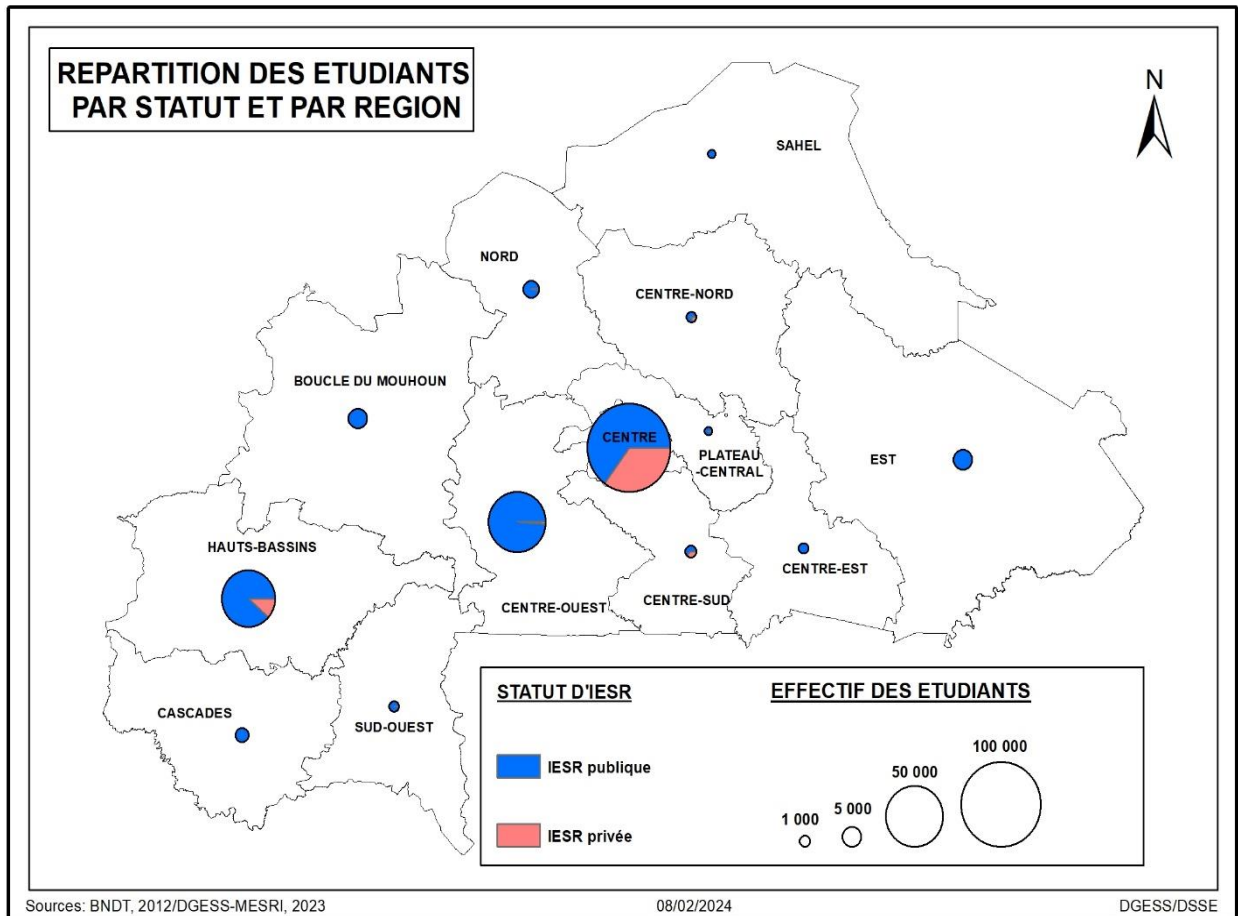 REPARTITION DES ETUDIANTS
PAR STATUT ET PAR REGION
N
SAHEL
NORD
CENTRE-NORD
BOUCLE DU MOUHOUN
CENTRE
PLATEAU
-CENTRAL
EST
HAUTS-BASSINS
CENTRE-EST
CENTRE-OUEST
CENTRE-SUD
CASCADES
SUD-OUEST
STATUT D'IESR
IESR publique
IESR privée
EFFECTIF DES ETUDIANTS
1 000
5 000
50 000
100 000
Sources: BNDT, 2012/DGESS-MESRI, 2023
08/02/2024
DGESS/DSSE